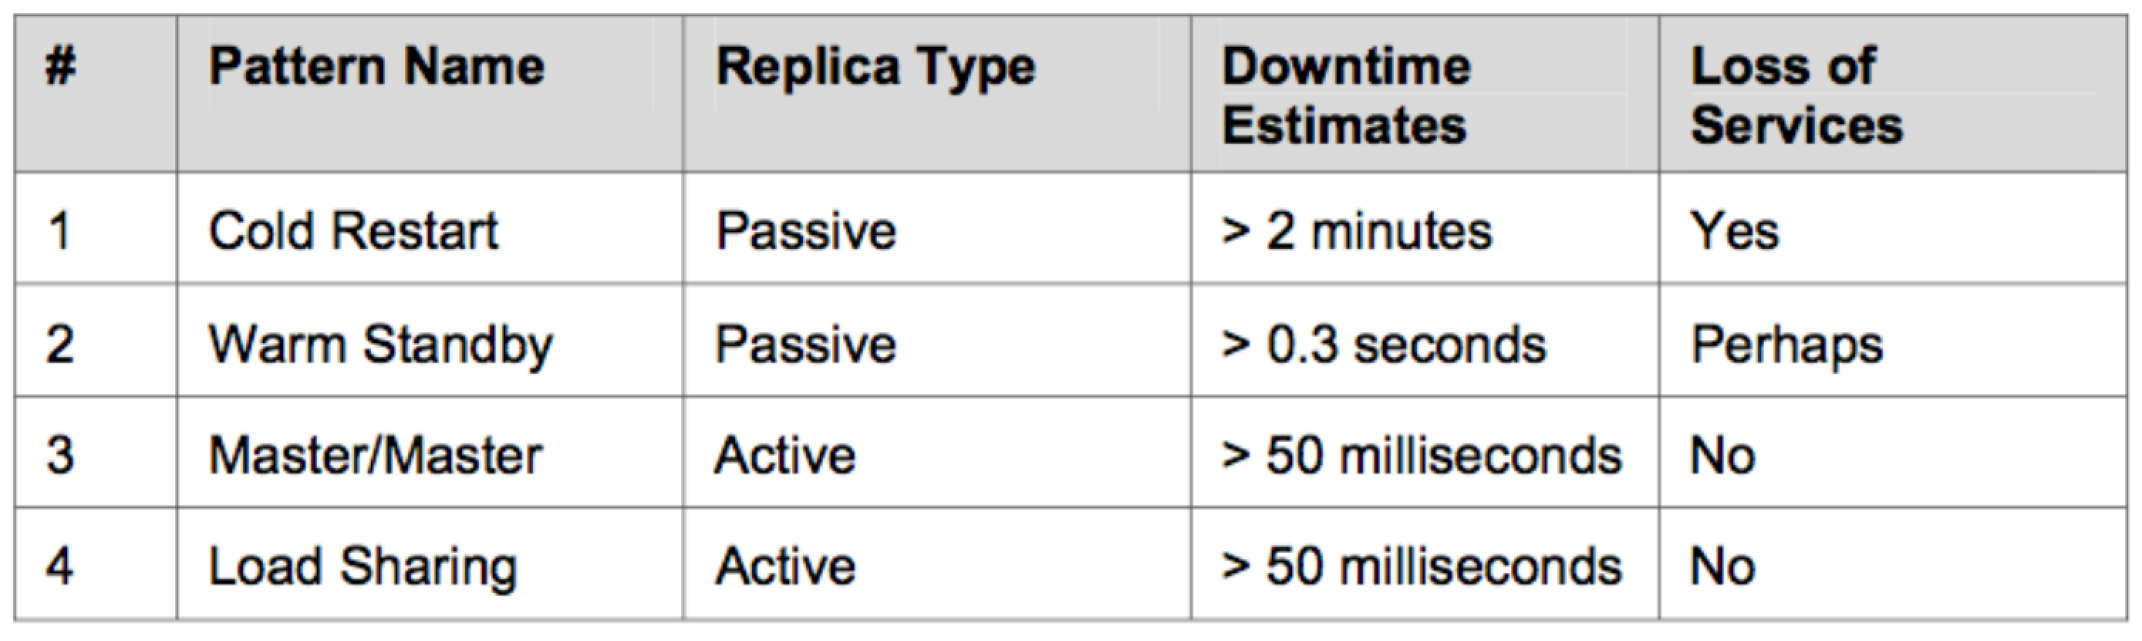 # Pattern Name Replica Type Downtime Estimates Loss of Services
1 Cold Restart Passive > 2 minutes Yes
2 Warm Standby Passive > 0.3 seconds Perhaps
3 Master/Master Active > 50 milliseconds No
4 Load Sharing Active > 50 milliseconds No